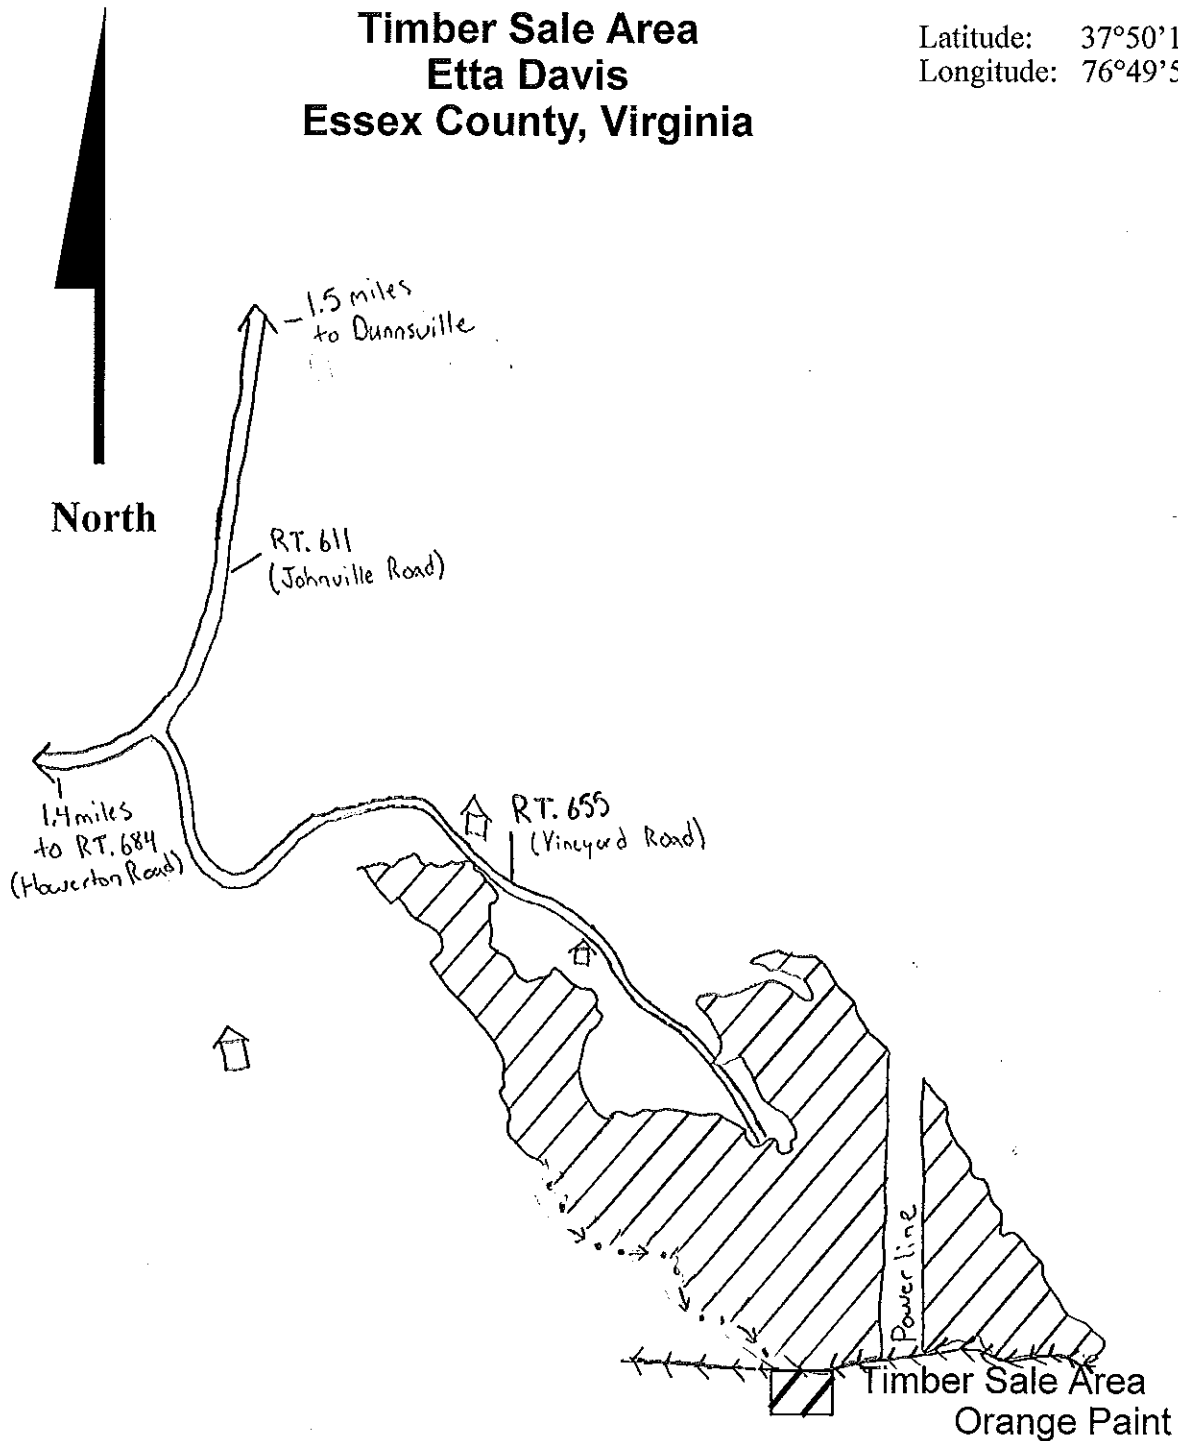 Timber Sale Area
Etta Davis
Essex County, Virginia
Latitude: 37°50'1
Longitude: 76°49'5
1.5 miles
to Dunnsville
North
RT. 611
(Johnville Road)
1.4 miles
to RT. 684
(Howerton Road)
RT. 655
(Vineyard Road)
Power line
Timber Sale Area
Orange Paint